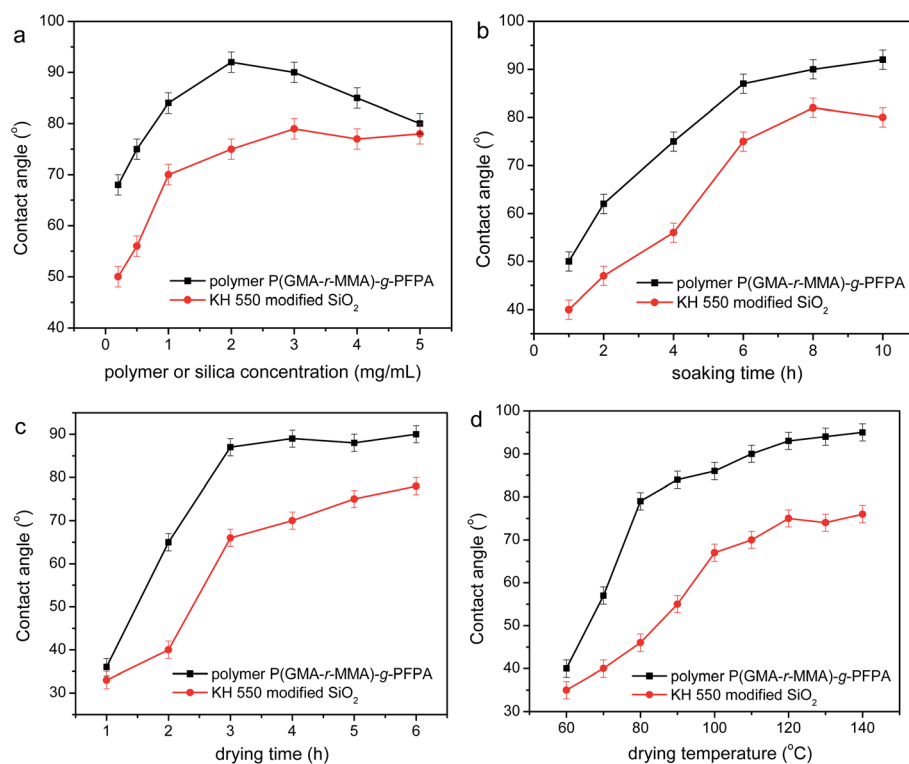 a
100
90
80
70
60
50
40
Contact angle (°)
polymer P(GMA-r-MMA)-g-PFPA
KH 550 modified SiO₂
0 1 2 3 4 5
polymer or silica concentration (mg/mL)
b
100
90
80
70
60
50
40
Contact angle (°)
polymer P(GMA-r-MMA)-g-PFPA
KH 550 modified SiO₂
0 2 4 6 8 10
soaking time (h)
c
90
80
70
60
50
40
30
Contact angle (°)
polymer P(GMA-r-MMA)-g-PFPA
KH 550 modified SiO₂
1 2 3 4 5 6
drying time (h)
d
100
90
80
70
60
50
40
30
Contact angle (°)
polymer P(GMA-r-MMA)-g-PFPA
KH 550 modified SiO₂
60 80 100 120 140
drying temperature (°C)